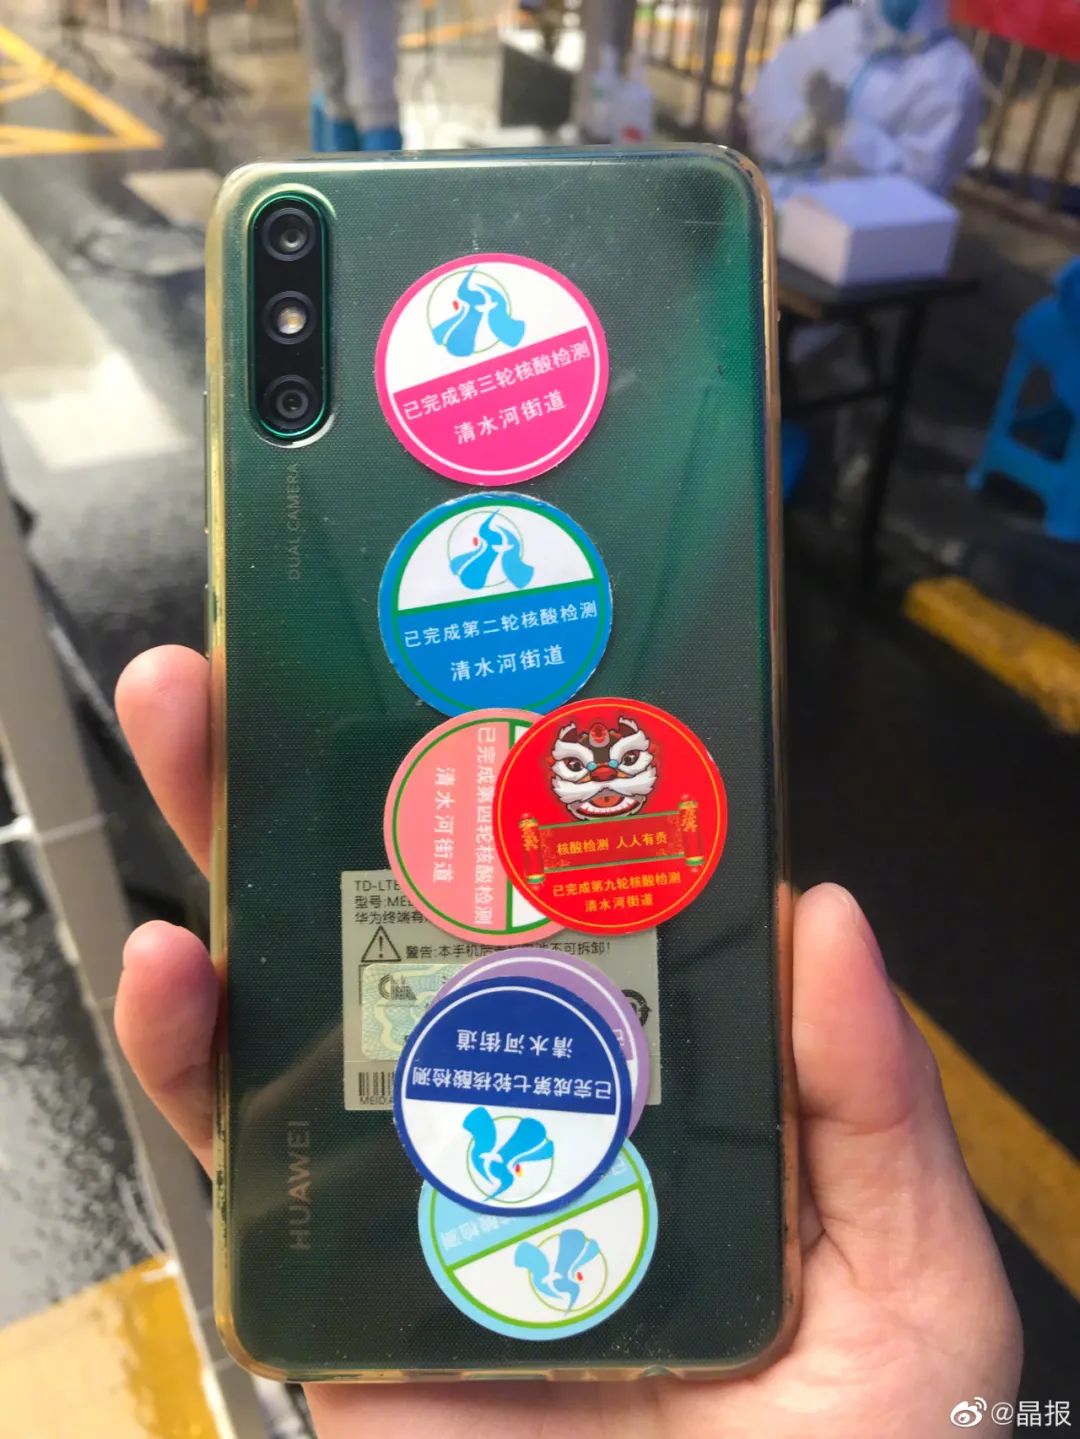 DUAL CAMERA
已完成第三轮核酸检测
清水河街道
已完成第二轮核酸检测
清水河街道
已完成第四轮核酸检测
清水河街道
核酸检测 人人有责
已完成第九轮核酸检测
清水河街道
TD-LTE
型号:
华为终端有
警告:本手机
不可拆卸!
清水河街道
已完成第七轮核酸检测
MEID:
酸检测
HUAWEI
@晶报